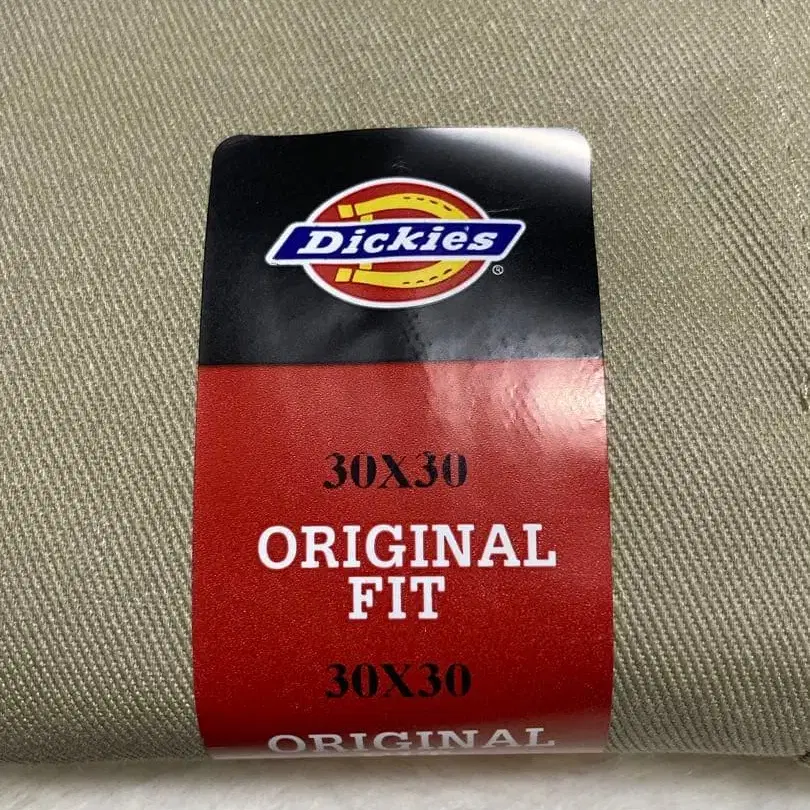 Dickies
®
30X30
ORIGINAL
FIT
30X30
ORIGINAL